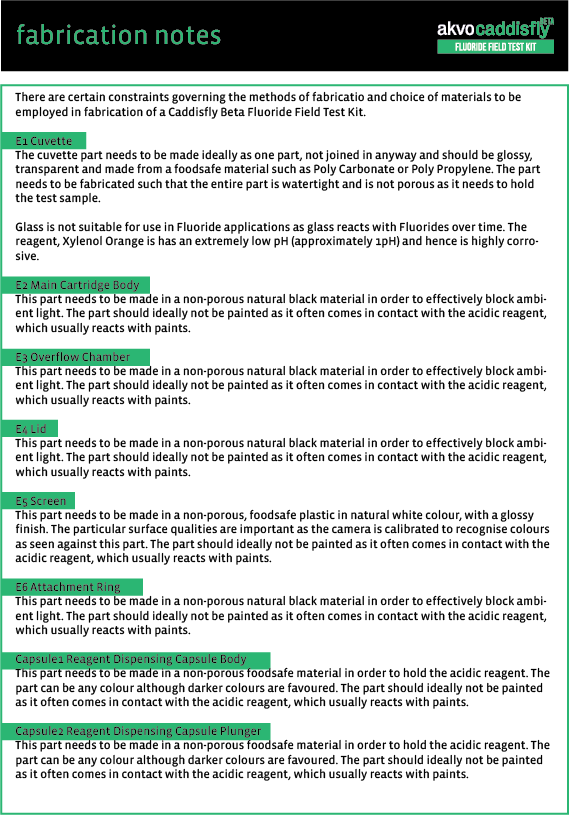 fabrication notes
akvocaddisfly
BETA
FLUORIDE FIELD TEST KIT
There are certain constraints governing the methods of fabricatio and choice of materials to be
employed in fabrication of a Caddisfly Beta Fluoride Field Test Kit.
E1 Cuvette
The cuvette part needs to be made ideally as one part, not joined in anyway and should be glossy,
transparent and made from a foodsafe material such as Poly Carbonate or Poly Propylene. The part
needs to be fabricated such that the entire part is watertight and is not porous as it needs to hold
the test sample.
Glass is not suitable for use in Fluoride applications as glass reacts with Fluorides over time. The
reagent, Xylenol Orange is has an extremely low pH (approximately 1pH) and hence is highly corro-
sive.
E2 Main Cartridge Body
This part needs to be made in a non-porous natural black material in order to effectively block ambi-
ent light. The part should ideally not be painted as it often comes in contact with the acidic reagent,
which usually reacts with paints.
E3 Overflow Chamber
This part needs to be made in a non-porous natural black material in order to effectively block ambi-
ent light. The part should ideally not be painted as it often comes in contact with the acidic reagent,
which usually reacts with paints.
E4 Lid
This part needs to be made in a non-porous natural black material in order to effectively block ambi-
ent light. The part should ideally not be painted as it often comes in contact with the acidic reagent,
which usually reacts with paints.
E5 Screen
This part needs to be made in a non-porous, foodsafe plastic in natural white colour, with a glossy
finish. The particular surface qualities are important as the camera is calibrated to recognise colours
as seen against this part. The part should ideally not be painted as it often comes in contact with the
acidic reagent, which usually reacts with paints.
E6 Attachment Ring
This part needs to be made in a non-porous natural black material in order to effectively block ambi-
ent light. The part should ideally not be painted as it often comes in contact with the acidic reagent,
which usually reacts with paints.
Capsule1 Reagent Dispensing Capsule Body
This part needs to be made in a non-porous foodsafe material in order to hold the acidic reagent. The
part can be any colour although darker colours are favoured. The part should ideally not be painted
as it often comes in contact with the acidic reagent, which usually reacts with paints.
Capsule2 Reagent Dispensing Capsule Plunger
This part needs to be made in a non-porous foodsafe material in order to hold the acidic reagent. The
part can be any colour although darker colours are favoured. The part should ideally not be painted
as it often comes in contact with the acidic reagent, which usually reacts with paints.